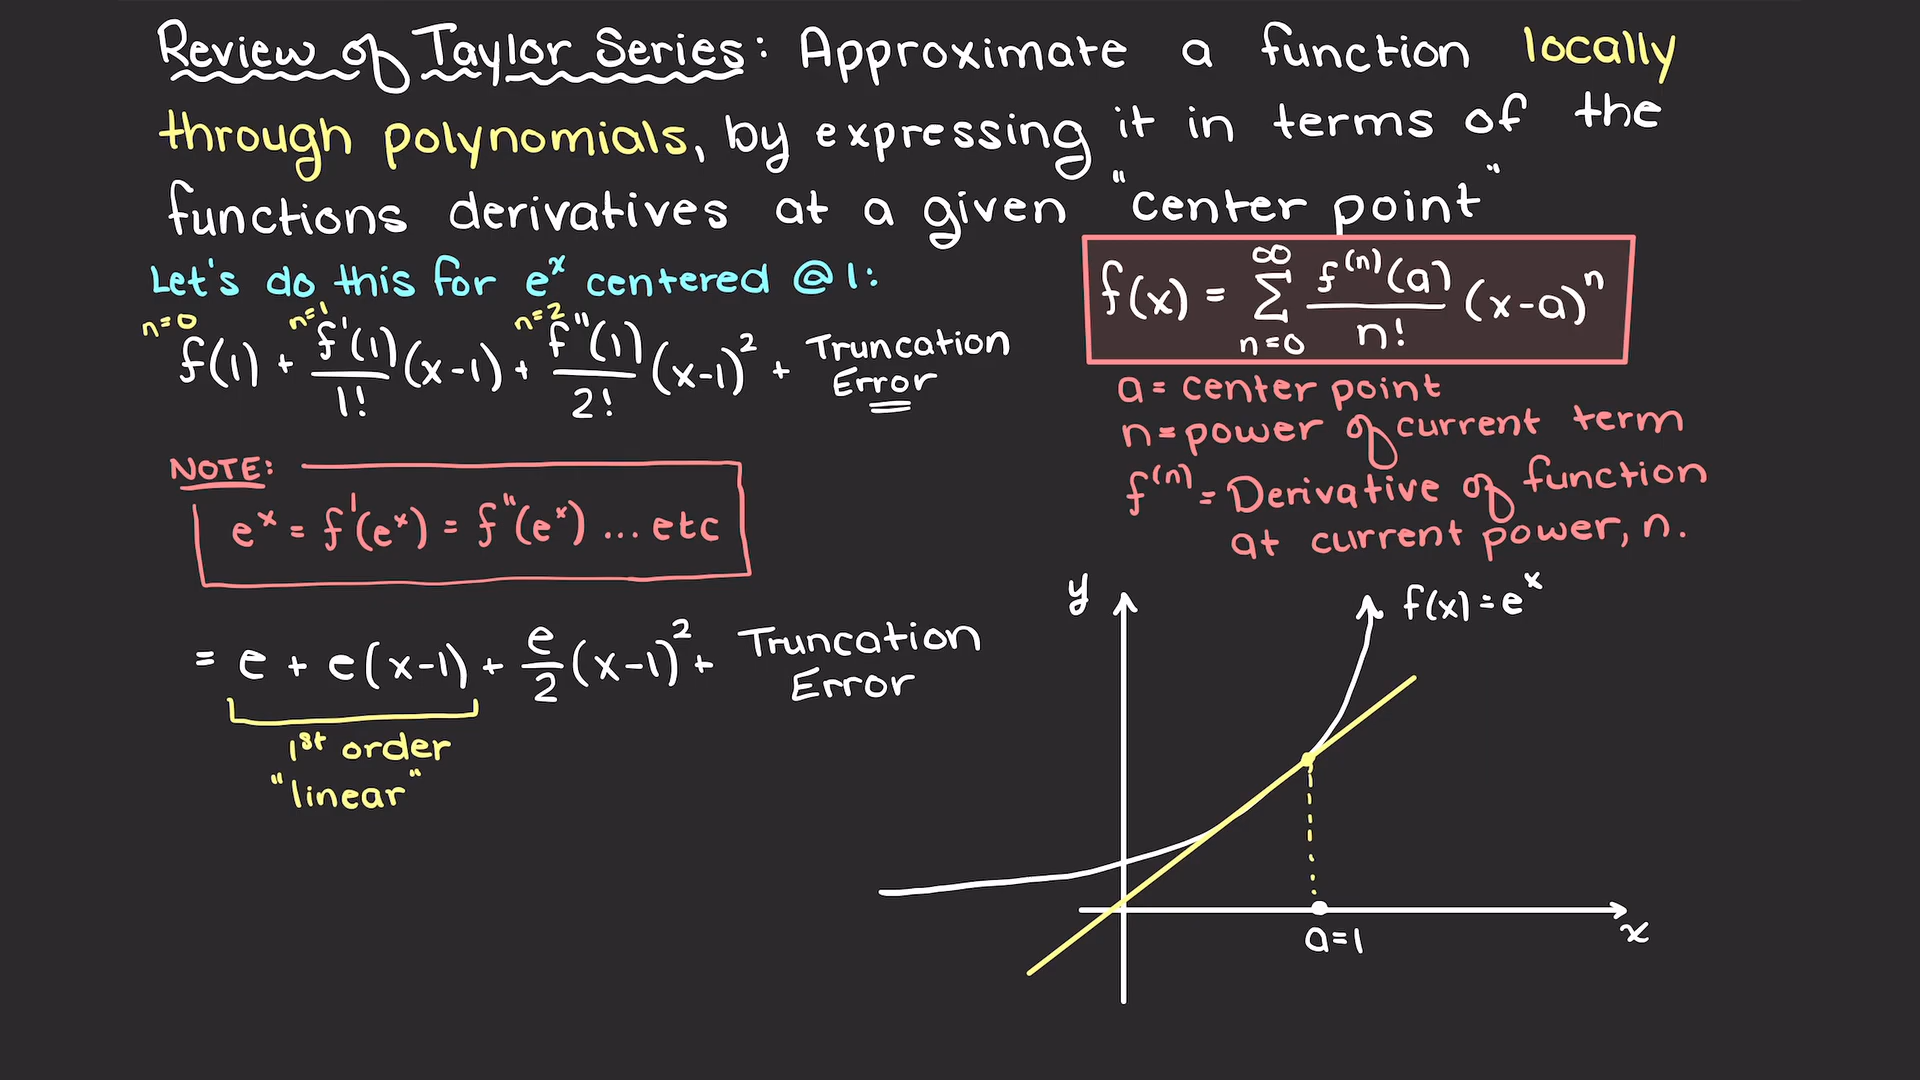 Review of Taylor Series: Approximate a function locally
through polynomials, by expressing it in terms of the
functions derivatives at a given "center point"
Let's do this for e^x centered @ 1:
n=0 n=1 n=2
f(1) + f'(1)/1! (x-1) + f"(1)/2! (x-1)^2 + Truncation Error
f(x) = ∑_{n=0}^{∞} f^(n)(a)/n! (x-a)^n
a = center point
n = power of current term
f^(n) = Derivative of function
at current power, n.
NOTE:
e^x = f'(e^x) = f"(e^x) ... etc
= e + e(x-1) + e/2 (x-1)^2 + Truncation Error
1st order
"linear"
y
f(x) = e^x
a=1
x